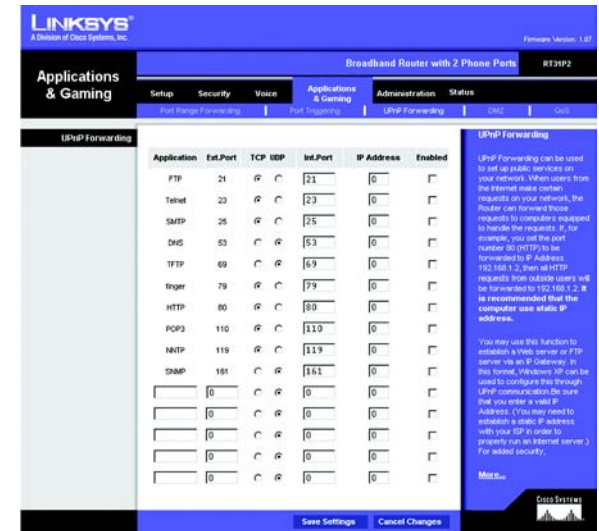 LINKSYS®
A Division of Cisco Systems, Inc.
Firmware Version: 1.07
Broadband Router with 2 Phone Ports RT31P2
Applications & Gaming
Setup Security Voice Applications & Gaming Administration Status
Port Range Forwarding | Port Triggering | UPnP Forwarding | DMZ | QoS
UPnP Forwarding
Application Ext.Port TCP UDP Int.Port IP Address Enabled
FTP 21 21 0
Telnet 23 23 0
SMTP 25 25 0
DNS 53 53 0
TFTP 69 69 0
finger 79 79 0
HTTP 80 80 0
POP3 110 110 0
NNTP 119 119 0
SNMP 161 161 0
0 0 0
0 0 0
0 0 0
0 0 0
0 0 0
UPnP Forwarding
UPnP Forwarding can be used
to set up public services on
your network. When users from
the Internet make certain
requests on your network, the
Router can forward those
requests to computers equipped
to handle the requests. If, for
example, you set the port
number 80 (HTTP) to be
forwarded to IP Address
192.168.1.2, then all HTTP
requests from outside users will
be forwarded to 192.168.1.2. It
is recommended that the
computer use static IP
address.
You may use this function to
establish a Web server or FTP
server via an IP Gateway. In
this format, Windows XP can be
used to configure this through
UPnP communication.Be sure
that you enter a valid IP
Address. (You may need to
establish a static IP address
with your ISP in order to
properly run an Internet server.)
For added security,
More...
Save Settings Cancel Changes
CISCO SYSTEMS